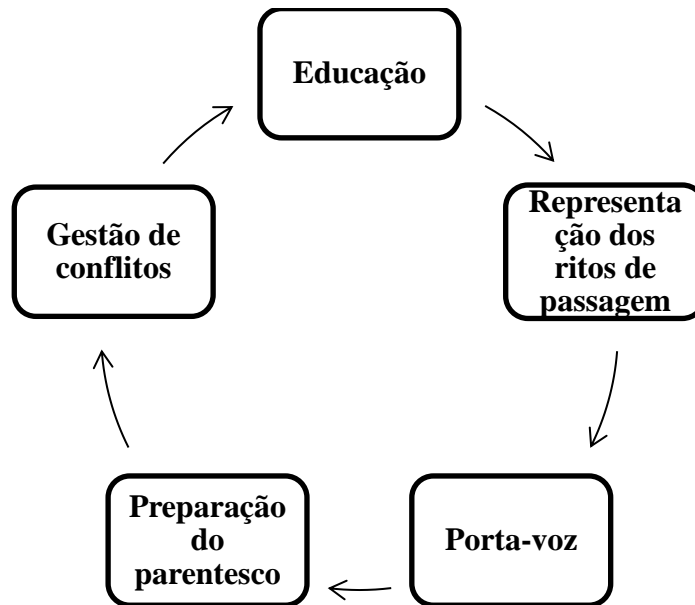 Educação
Representa
ção dos
ritos de
passagem
Porta-voz
Preparação
do
parentesco
Gestão de
conflitos